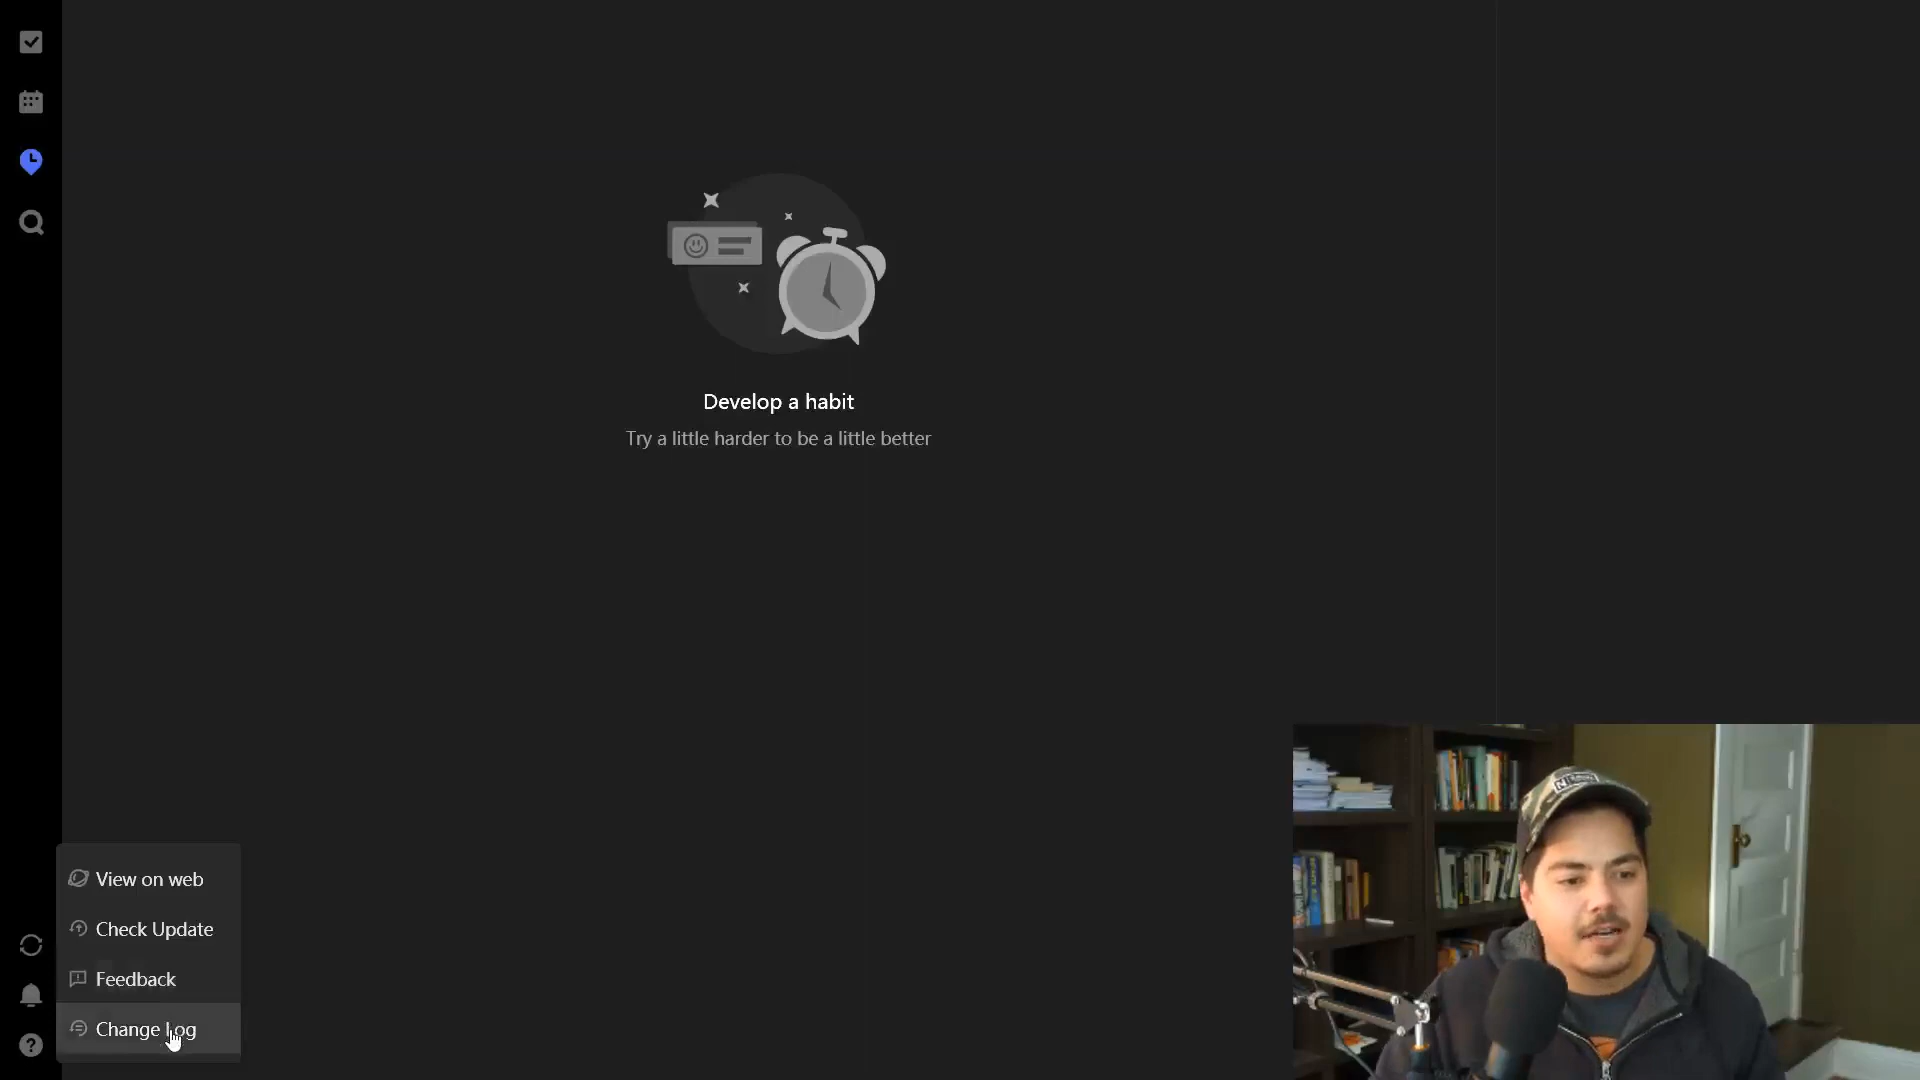 Develop a habit
Try a little harder to be a little better
View on web
Check Update
Feedback
Change Log